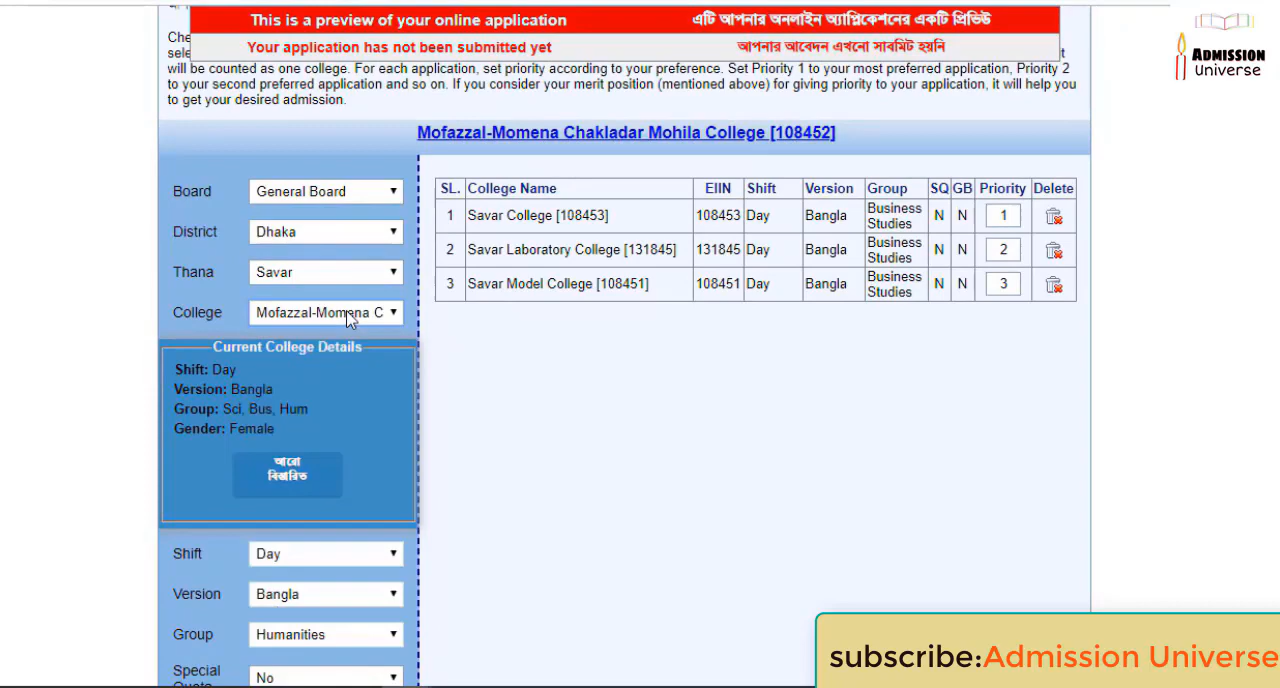 This is a preview of your online application
এটি আপনার অনলাইন অ্যাপ্লিকেশনের একটি প্রিভিউ
Your application has not been submitted yet
আপনার আবেদন এখনো সাবমিট হয়নি
ADMISSION
Universe
will be counted as one college. For each application, set priority according to your preference. Set Priority 1 to your most preferred application, Priority 2
to your second preferred application and so on. If you consider your merit position (mentioned above) for giving priority to your application, it will help you
to get your desired admission.
Mofazzal-Momena Chakladar Mohila College [108452]
Board General Board
District Dhaka
Thana Savar
College Mofazzal-Momena C
Current College Details
Shift: Day
Version: Bangla
Group: Sci, Bus, Hum
Gender: Female
আরো
বিস্তারিত
Shift Day
Version Bangla
Group Humanities
Special No
SL. College Name EIIN Shift Version Group SQ GB Priority Delete
1 Savar College [108453] 108453 Day Bangla Business Studies N N 1
2 Savar Laboratory College [131845] 131845 Day Bangla Business Studies N N 2
3 Savar Model College [108451] 108451 Day Bangla Business Studies N N 3
subscribe:Admission Universe